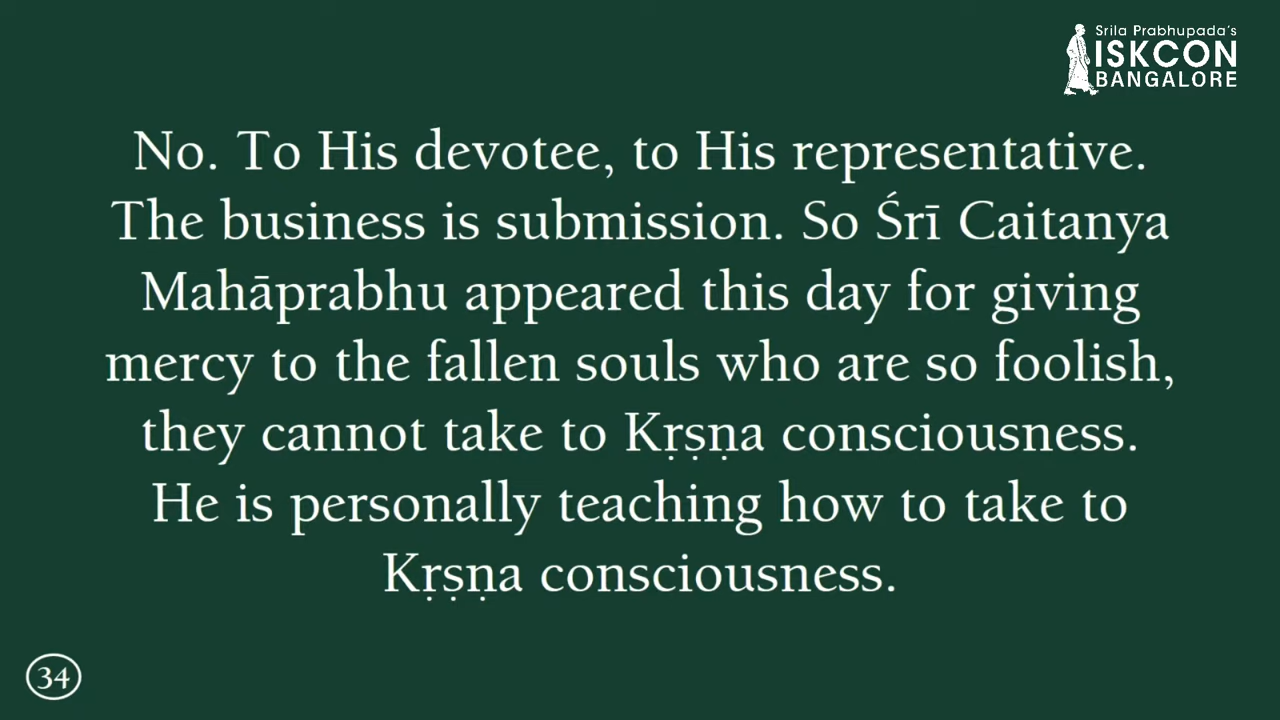 Srila Prabhupada's
ISKCON
BANGALORE
No. To His devotee, to His representative.
The business is submission. So Śrī Caitanya
Mahāprabhu appeared this day for giving
mercy to the fallen souls who are so foolish,
they cannot take to Kṛṣṇa consciousness.
He is personally teaching how to take to
Kṛṣṇa consciousness.
34